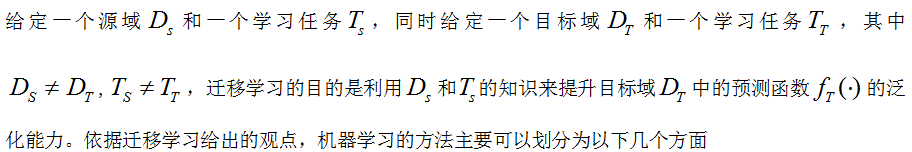 给定一个源域 D_s 和一个学习任务 T_s，同时给定一个目标域 D_T 和一个学习任务 T_T，其中
D_S ≠ D_T, T_S ≠ T_T，迁移学习的目的是利用 D_s 和 T_s 的知识来提升目标域 D_T 中的预测函数 f_T(·) 的泛
化能力。依据迁移学习给出的观点，机器学习的方法主要可以划分为以下几个方面